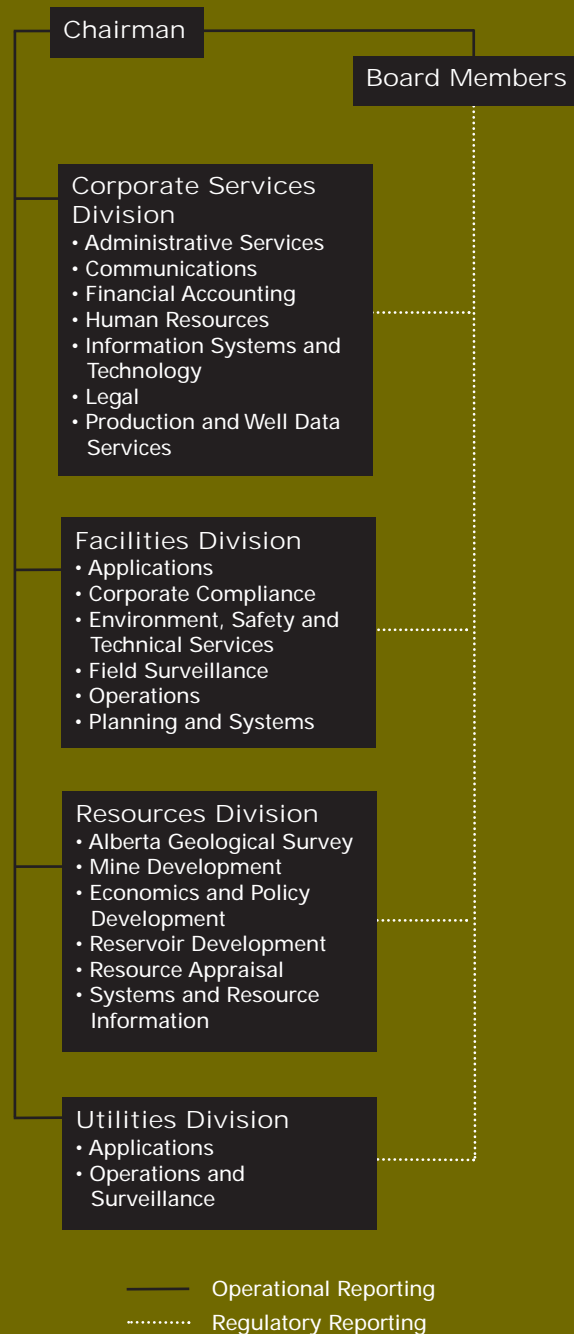 Chairman
Board Members
Corporate Services
Division
• Administrative Services
• Communications
• Financial Accounting
• Human Resources
• Information Systems and
Technology
• Legal
• Production and Well Data
Services
Facilities Division
• Applications
• Corporate Compliance
• Environment, Safety and
Technical Services
• Field Surveillance
• Operations
• Planning and Systems
Resources Division
• Alberta Geological Survey
• Mine Development
• Economics and Policy
Development
• Reservoir Development
• Resource Appraisal
• Systems and Resource
Information
Utilities Division
• Applications
• Operations and
Surveillance
Operational Reporting
Regulatory Reporting